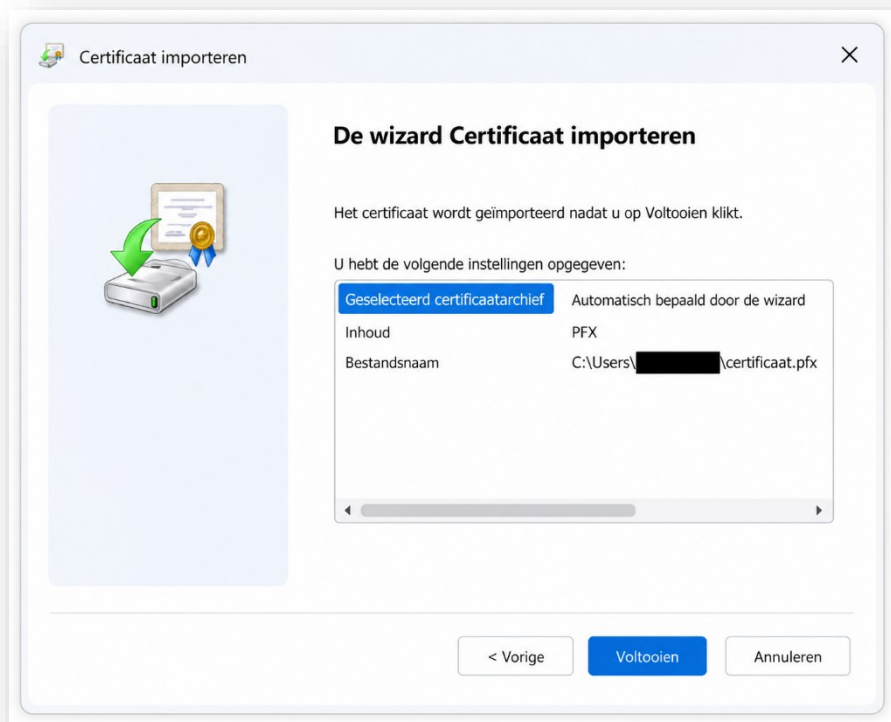 Certificaat importeren
De wizard Certificaat importeren
Het certificaat wordt geïmporteerd nadat u op Voltooien klikt.
U hebt de volgende instellingen opgegeven:
Geselecteerd certificaatarchief Automatisch bepaald door de wizard
Inhoud PFX
Bestandsnaam C:\Users\ \certificaat.pfx
< Vorige Voltooien Annuleren